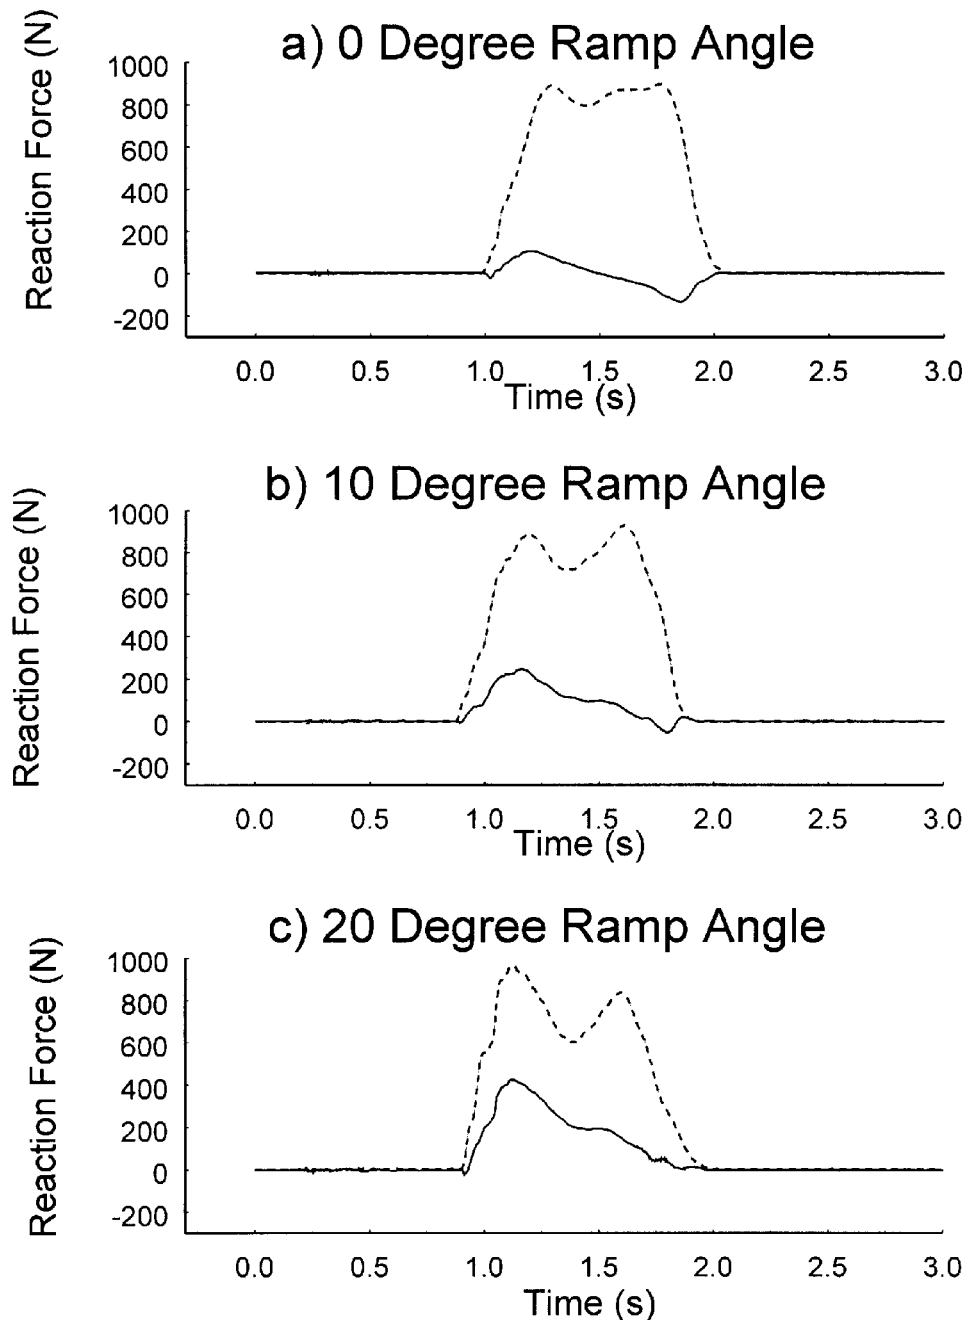 a) 0 Degree Ramp Angle
Reaction Force (N)
1000
800
600
400
200
0
-200
0.0 0.5 1.0 1.5 2.0 2.5 3.0
Time (s)
b) 10 Degree Ramp Angle
Reaction Force (N)
1000
800
600
400
200
0
-200
0.0 0.5 1.0 1.5 2.0 2.5 3.0
Time (s)
c) 20 Degree Ramp Angle
Reaction Force (N)
1000
800
600
400
200
0
-200
0.0 0.5 1.0 1.5 2.0 2.5 3.0
Time (s)